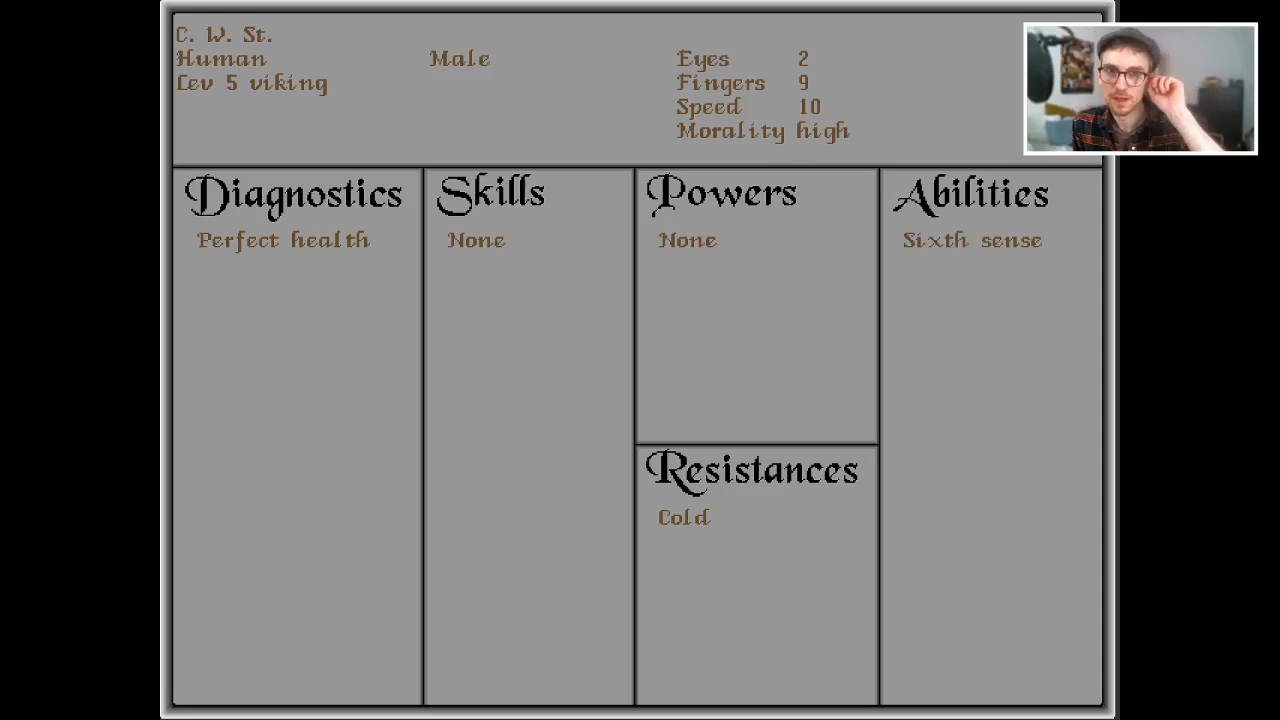 C. W. St.
Human Male Eyes 2
Lev 5 viking Fingers 9
Speed 10
Morality high
Diagnostics Skills Powers Abilities
Perfect health None None Sixth sense
Resistances
Cold